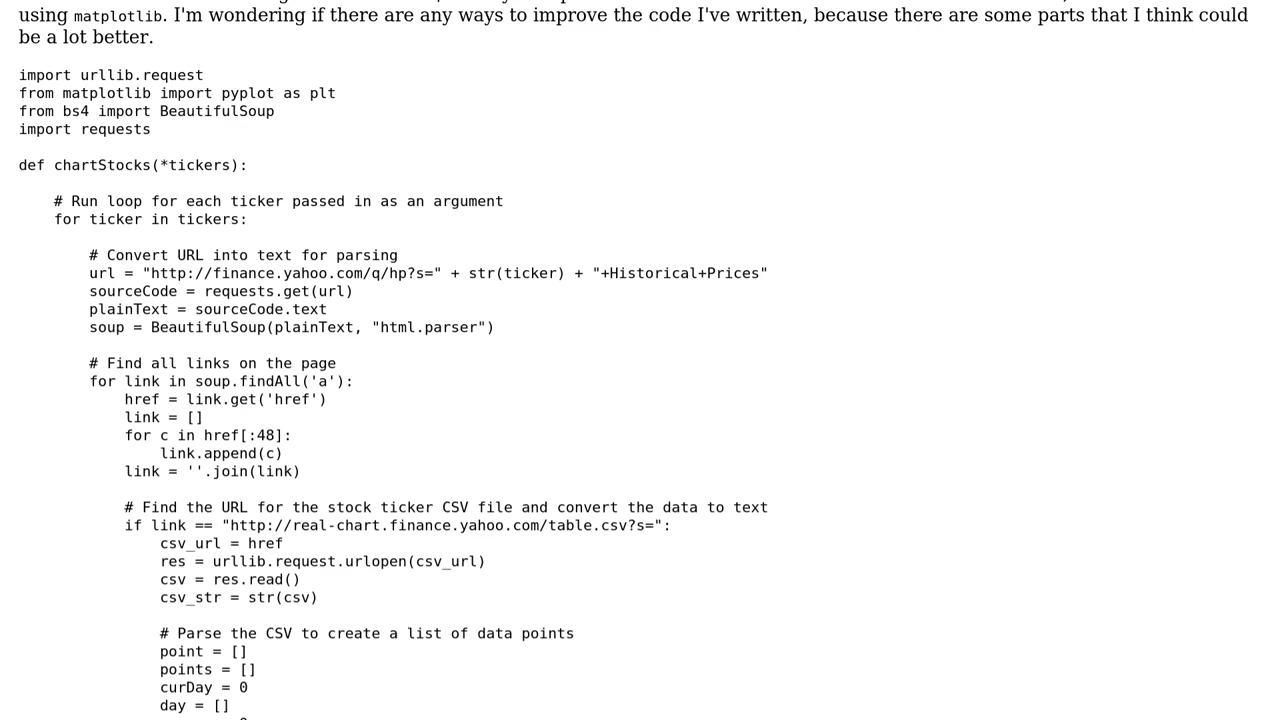 using matplotlib. I'm wondering if there are any ways to improve the code I've written, because there are some parts that I think could
be a lot better.
import urllib.request
from matplotlib import pyplot as plt
from bs4 import BeautifulSoup
import requests
def chartStocks(*tickers):
# Run loop for each ticker passed in as an argument
for ticker in tickers:
# Convert URL into text for parsing
url = "http://finance.yahoo.com/q/hp?s=" + str(ticker) + "+Historical+Prices"
sourceCode = requests.get(url)
plainText = sourceCode.text
soup = BeautifulSoup(plainText, "html.parser")
# Find all links on the page
for link in soup.findAll('a'):
href = link.get('href')
link = []
for c in href[:48]:
link.append(c)
link = ''.join(link)
# Find the URL for the stock ticker CSV file and convert the data to text
if link == "http://real-chart.finance.yahoo.com/table.csv?s=":
csv_url = href
res = urllib.request.urlopen(csv_url)
csv = res.read()
csv_str = str(csv)
# Parse the CSV to create a list of data points
point = []
points = []
curDay = 0
day = []